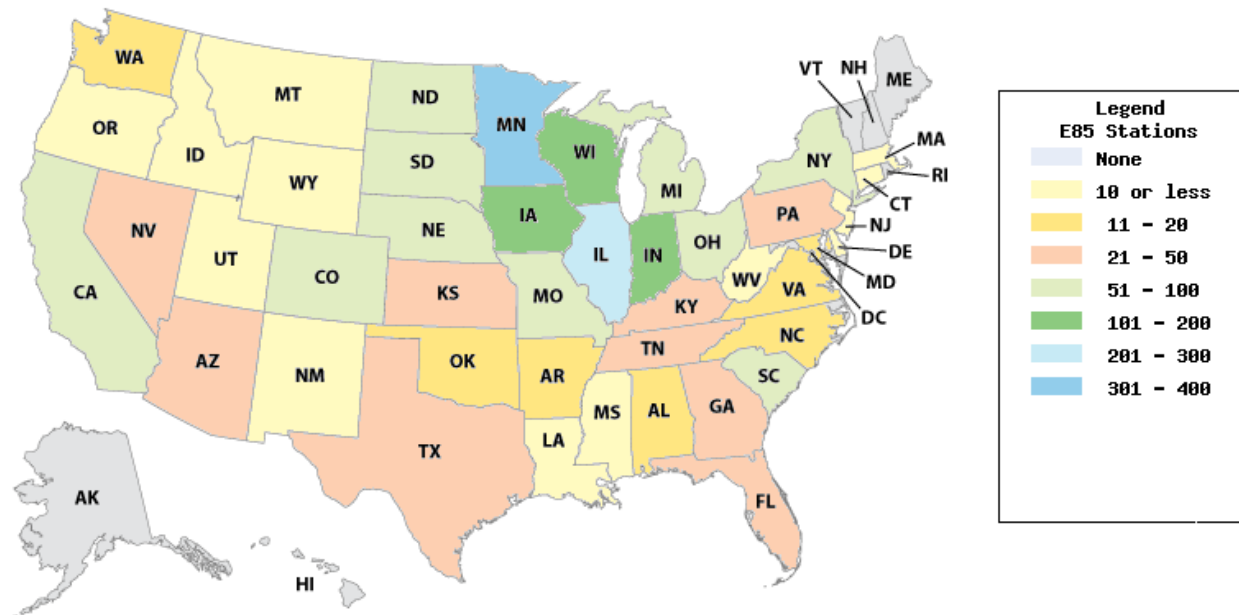 WA
MT
ND
MN
VT
NH
ME
OR
ID
SD
WI
MI
NY
MA
RI
CT
WY
IA
NE
PA
NJ
NV
UT
CO
IL
IN
OH
DE
MD
DC
CA
KS
MO
WV
VA
KY
AZ
NM
OK
AR
TN
NC
SC
MS
AL
GA
LA
TX
FL
AK
HI
Legend
E85 Stations
None
10 or less
11 - 20
21 - 50
51 - 100
101 - 200
201 - 300
301 - 400